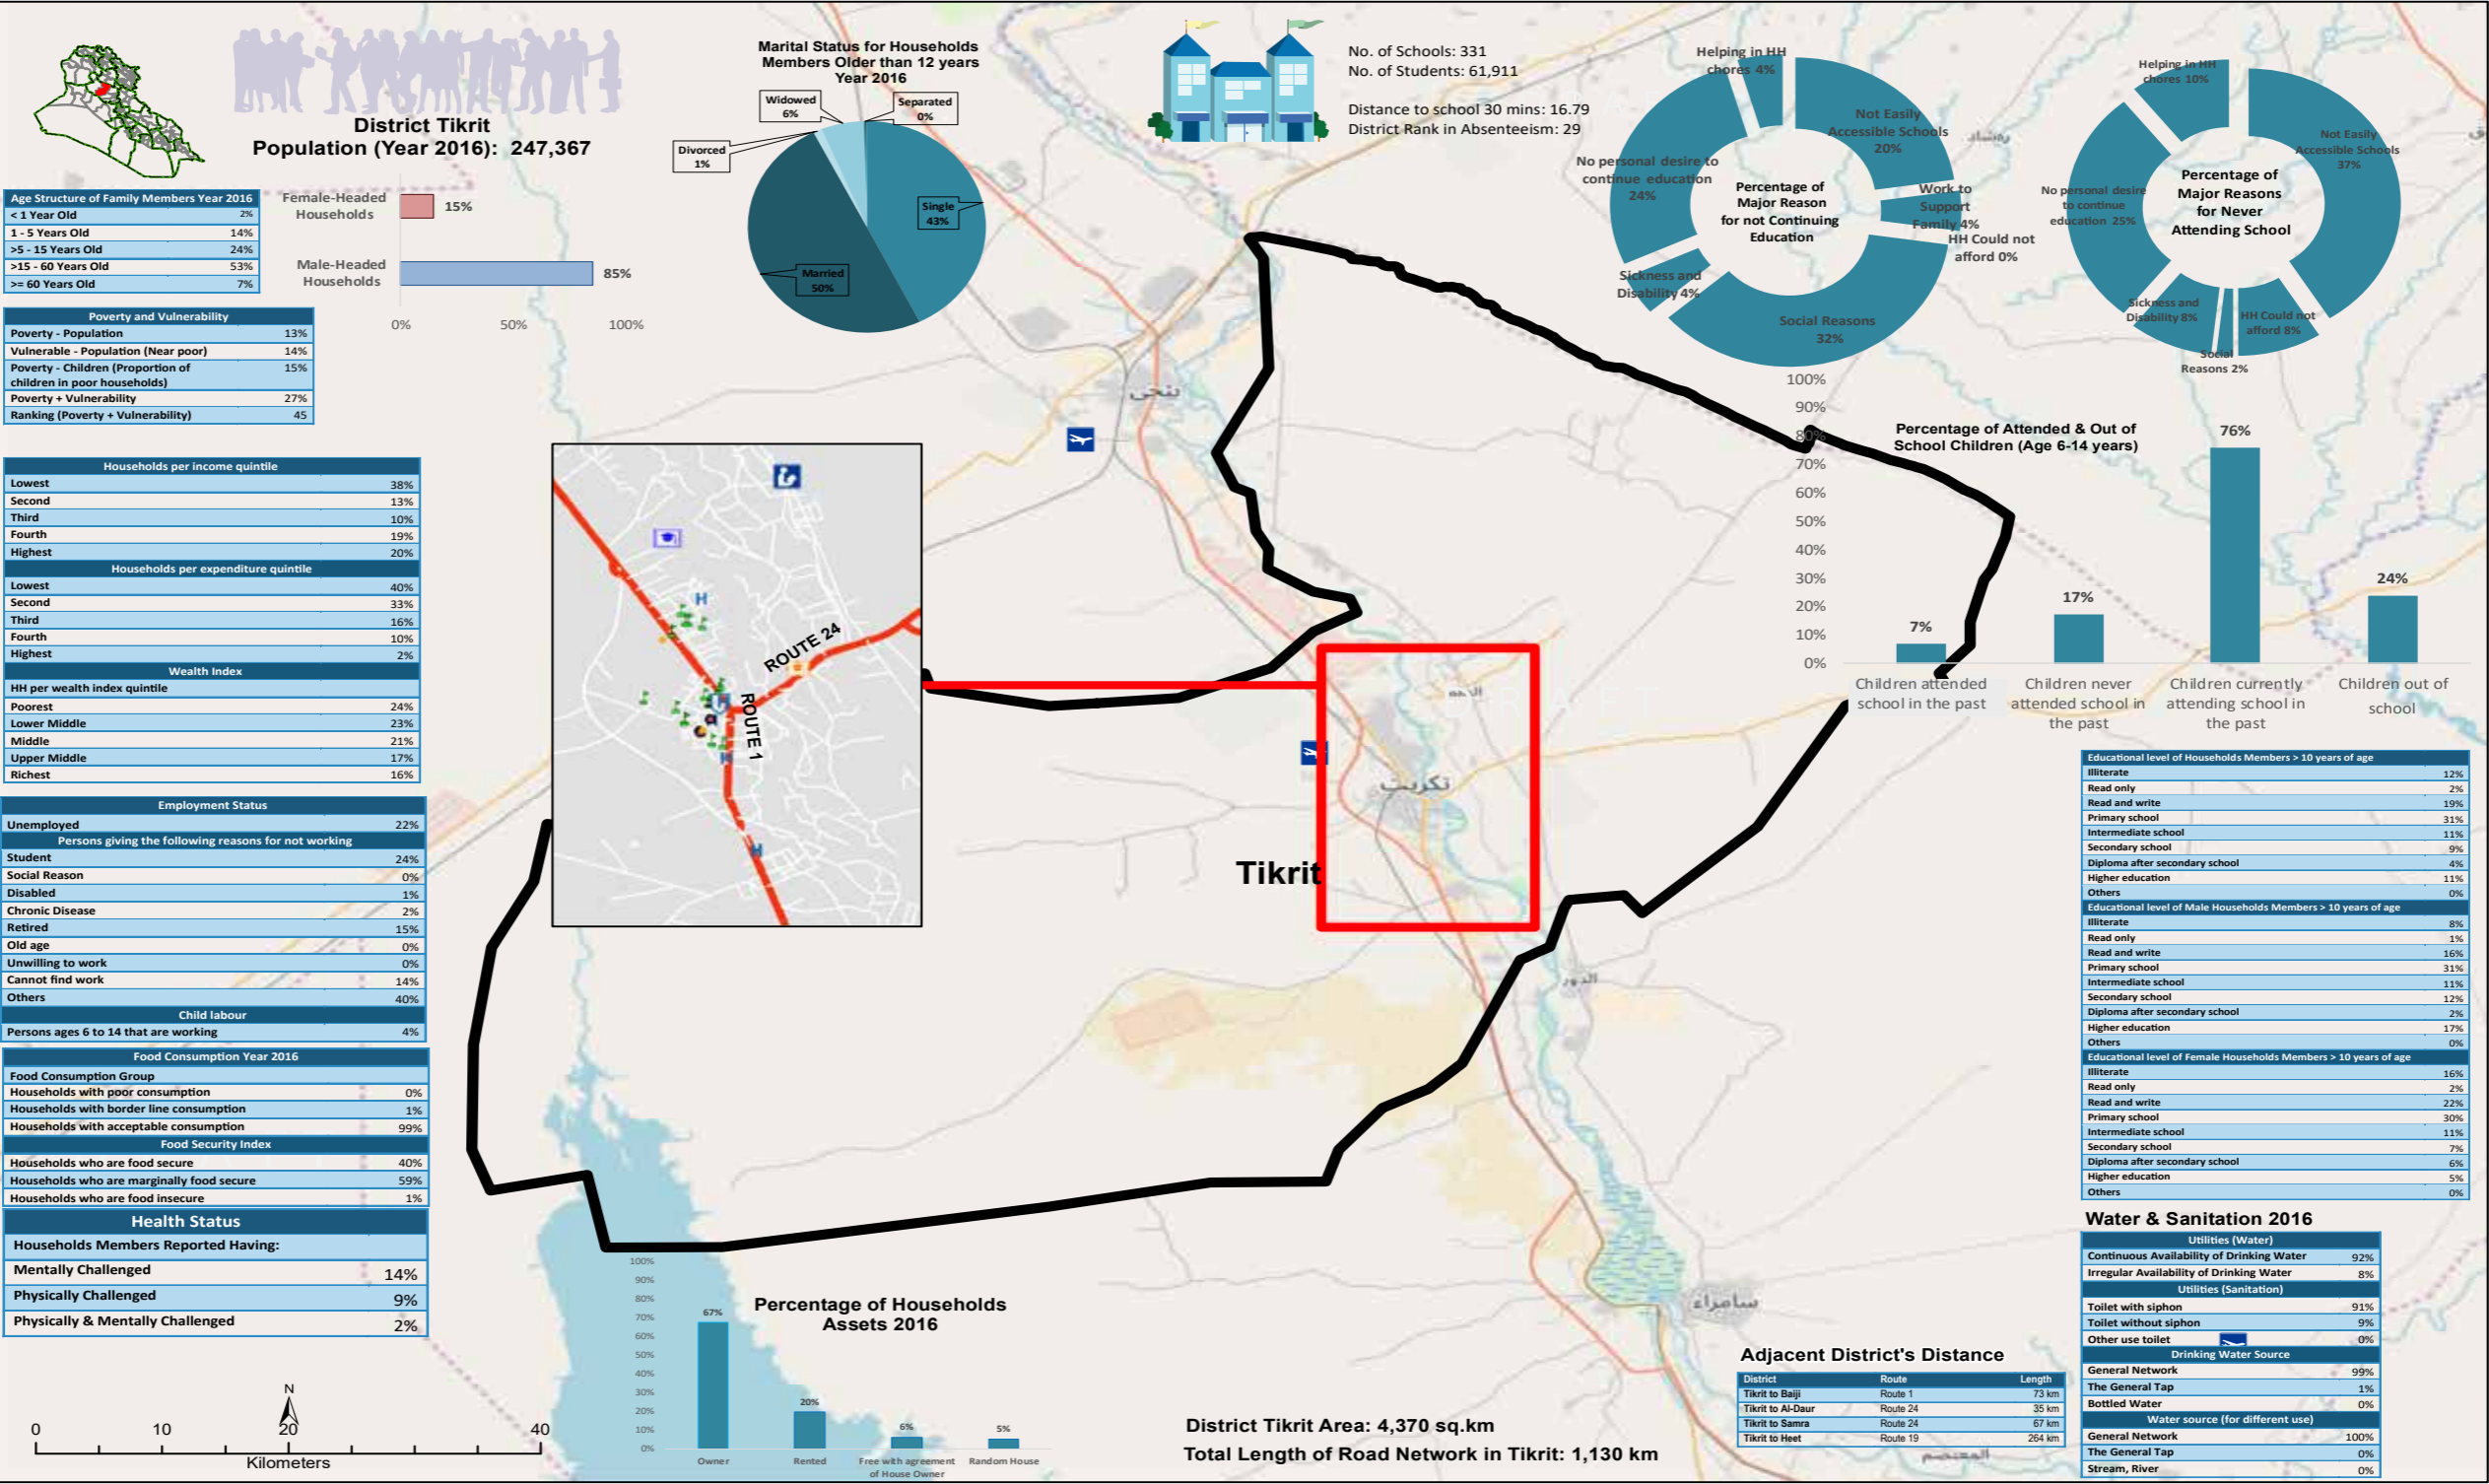 District Tikrit
Population (Year 2016): 247,367
Age Structure of Family Members Year 2016
< 1 Year Old 2%
1 - 5 Years Old 14%
>5 - 15 Years Old 24%
>15 - 60 Years Old 53%
>= 60 Years Old 7%
Female-Headed
Households
15%
Male-Headed
Households
85%
0% 50% 100%
Poverty and Vulnerability
Poverty - Population 13%
Vulnerable - Population (Near poor) 14%
Poverty - Children (Proportion of
children in poor households) 15%
Poverty + Vulnerability 27%
Ranking (Poverty + Vulnerability) 45
Households per income quintile
Lowest 38%
Second 13%
Third 10%
Fourth 19%
Highest 20%
Households per expenditure quintile
Lowest 40%
Second 33%
Third 16%
Fourth 10%
Highest 2%
Wealth Index
HH per wealth index quintile
Poorest 24%
Lower Middle 23%
Middle 21%
Upper Middle 17%
Richest 16%
Employment Status
Unemployed 22%
Persons giving the following reasons for not working
Student 24%
Social Reason 0%
Disabled 1%
Chronic Disease 2%
Retired 15%
Old age 0%
Unwilling to work 0%
Cannot find work 14%
Others 40%
Child labour
Persons ages 6 to 14 that are working 4%
Food Consumption Year 2016
Food Consumption Group
Households with poor consumption 0%
Households with border line consumption 1%
Households with acceptable consumption 99%
Food Security Index
Households who are food secure 40%
Households who are marginally food secure 59%
Households who are food insecure 1%
Health Status
Households Members Reported Having:
Mentally Challenged 14%
Physically Challenged 9%
Physically & Mentally Challenged 2%
N
0 10 20 40
Kilometers
Marital Status for Households
Members Older than 12 years
Year 2016
Widowed
6%
Separated
0%
Divorced
1%
Single
43%
Married
50%
No. of Schools: 331
No. of Students: 61,911
Distance to school 30 mins: 16.79
District Rank in Absenteeism: 29
Percentage of
Major Reason
for not Continuing
Education
Helping in HH
chores 4%
Not Easily
Accessible Schools
20%
Work to
Support
Family 4%
HH Could not
afford 0%
Social Reasons
32%
Sickness and
Disability 4%
No personal desire to
continue education
24%
Percentage of
Major Reasons
for Never
Attending School
Helping in HH
chores 10%
Not Easily
Accessible Schools
37%
HH Could not
afford 8%
Social
Reasons 2%
Sickness and
Disability 8%
No personal desire
to continue
education 25%
Percentage of Attended & Out of
School Children (Age 6-14 years)
100%
90%
80%
70%
60%
50%
40%
30%
20%
10%
0%
7%
17%
76%
24%
Children attended
school in the past
Children never
attended school in
the past
Children currently
attending school in
the past
Children out of
school
بيجي
تكريت
الدور
سامراء
المعتصم
ROUTE 24
ROUTE 1
H
H
H
H
Tikrit
Educational level of Households Members > 10 years of age
Illiterate 12%
Read only 2%
Read and write 19%
Primary school 31%
Intermediate school 11%
Secondary school 9%
Diploma after secondary school 4%
Higher education 11%
Others 0%
Educational level of Male Households Members > 10 years of age
Illiterate 8%
Read only 1%
Read and write 16%
Primary school 31%
Intermediate school 11%
Secondary school 12%
Diploma after secondary school 2%
Higher education 17%
Others 0%
Educational level of Female Households Members > 10 years of age
Illiterate 16%
Read only 2%
Read and write 22%
Primary school 30%
Intermediate school 11%
Secondary school 7%
Diploma after secondary school 6%
Higher education 5%
Others 0%
Water & Sanitation 2016
Utilities (Water)
Continuous Availability of Drinking Water 92%
Irregular Availability of Drinking Water 8%
Utilities (Sanitation)
Toilet with siphon 91%
Toilet without siphon 9%
Other use toilet 0%
Drinking Water Source
General Network 99%
The General Tap 1%
Bottled Water 0%
Water source (for different use)
General Network 100%
The General Tap 0%
Stream, River 0%
Percentage of Households
Assets 2016
100%
90%
80%
70%
60%
50%
40%
30%
20%
10%
0%
67%
20%
6%
5%
Owner
Rented
Free with agreement
of House Owner
Random House
District Tikrit Area: 4,370 sq.km
Total Length of Road Network in Tikrit: 1,130 km
Adjacent District's Distance
District Route Length
Tikrit to Baiji Route 1 73 km
Tikrit to Al-Daur Route 24 35 km
Tikrit to Samra Route 24 67 km
Tikrit to Heet Route 19 264 km